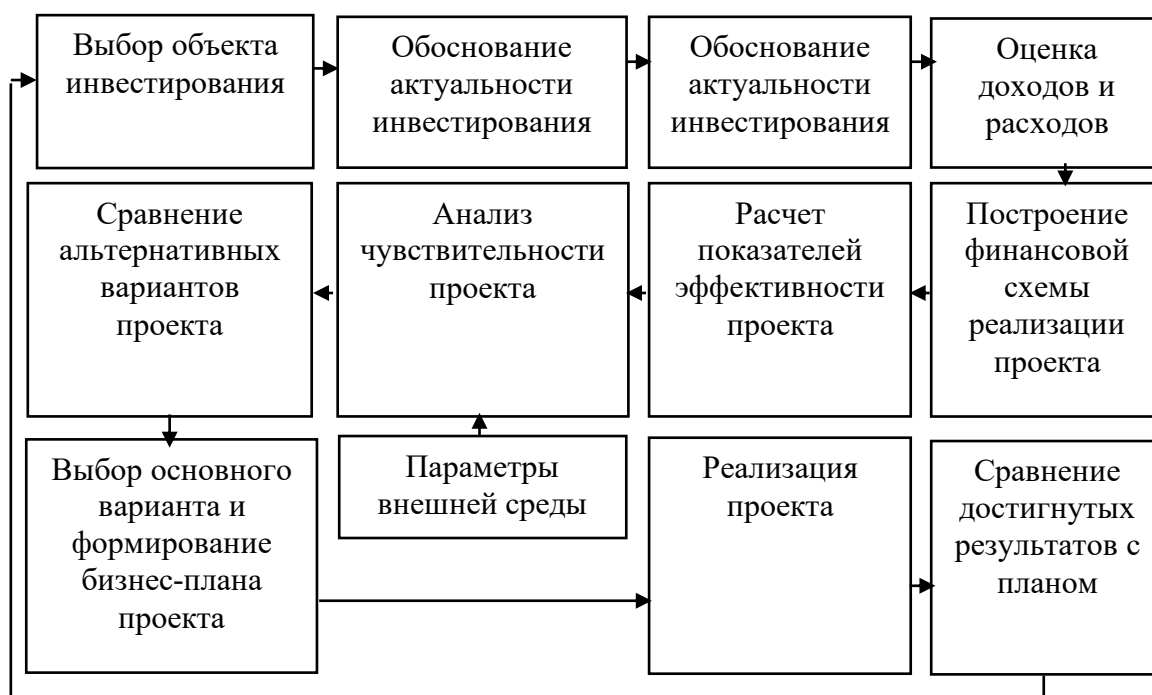 Выбор объекта
инвестирования
Обоснование
актуальности
инвестирования
Обоснование
актуальности
инвестирования
Оценка
доходов и
расходов
Сравнение
альтернативных
вариантов
проекта
Анализ
чувствительности
проекта
Расчет
показателей
эффективности
проекта
Построение
финансовой
схемы
реализации
проекта
Выбор основного
варианта и
формирование
бизнес-плана
проекта
Параметры
внешней среды
Реализация
проекта
Сравнение
достигнутых
результатов с
планом